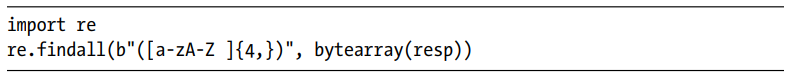 import re
re.findall(b"([a-zA-Z ]{4,})", bytearray(resp))